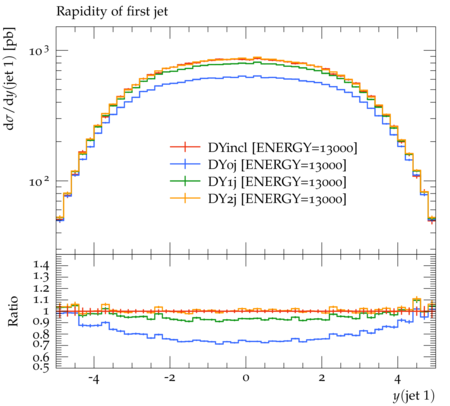 Rapidity of first jet
dσ/dy(jet 1) [pb]
10³
10²
DYincl [ENERGY=13000]
DY0j [ENERGY=13000]
DY1j [ENERGY=13000]
DY2j [ENERGY=13000]
Ratio
1.4
1.3
1.2
1.1
1
0.9
0.8
0.7
0.6
0.5
-4 -2 0 2 4
y(jet 1)